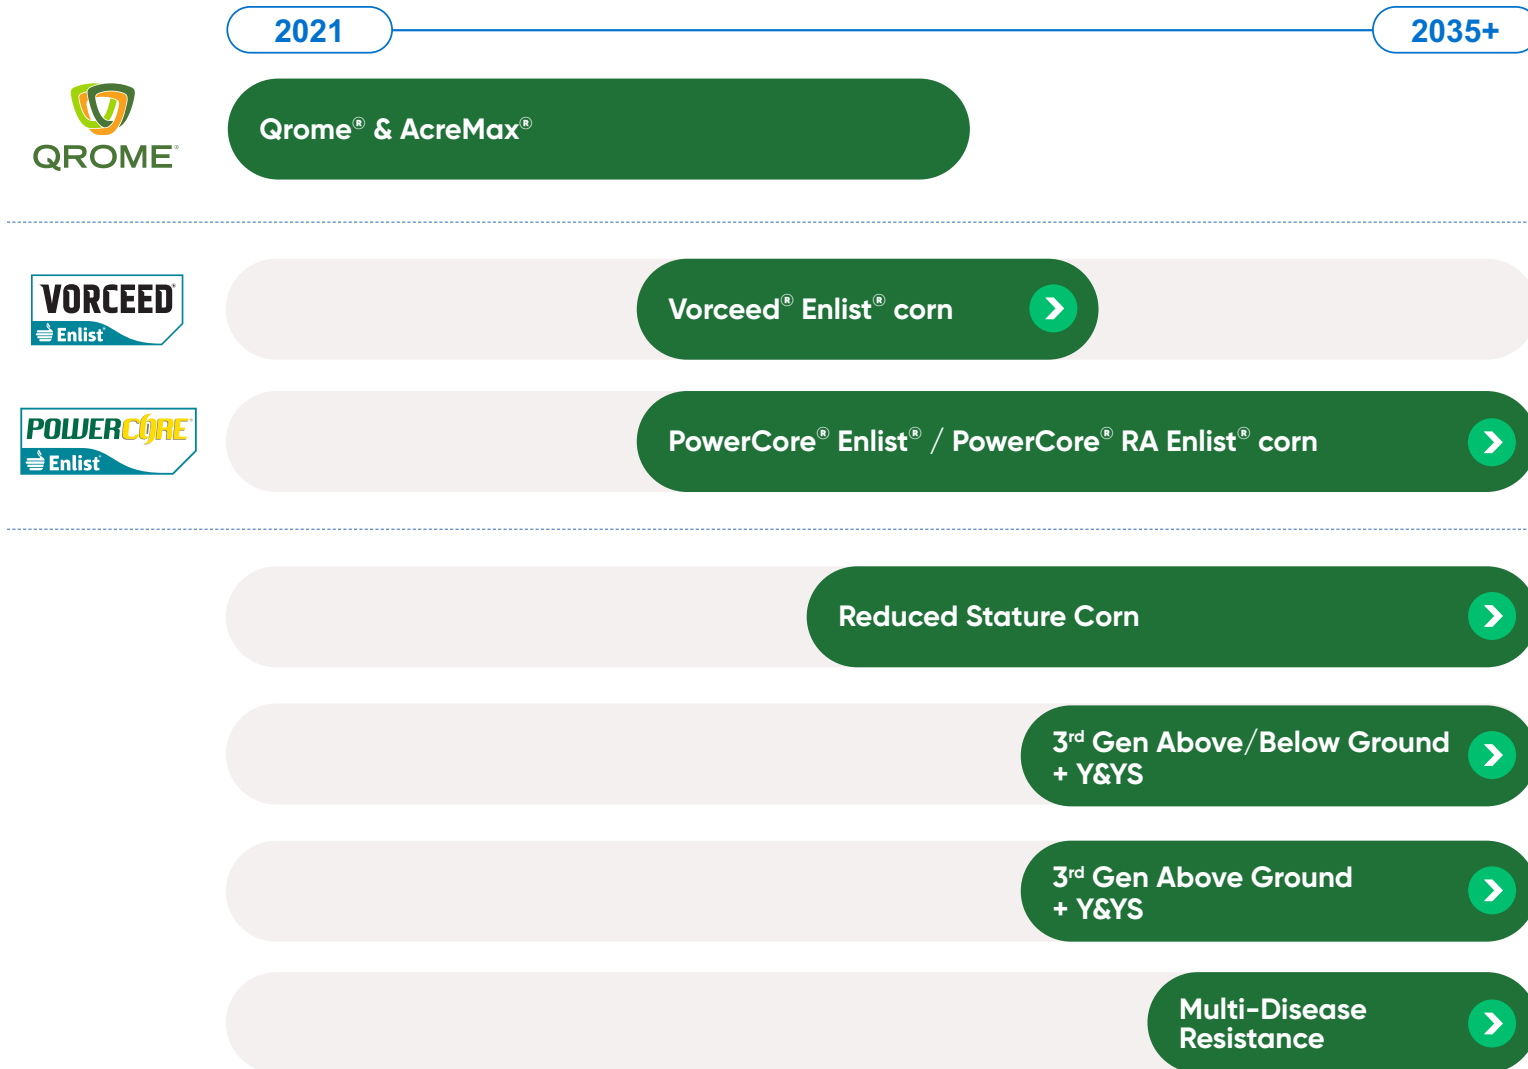 2021
2035+
QROME®
Qrome® & AcreMax®
VORCEED®
Enlist®
Vorceed® Enlist® corn
POWERCORE®
Enlist®
PowerCore® Enlist® / PowerCore® RA Enlist® corn
Reduced Stature Corn
3rd Gen Above/Below Ground
+ Y&YS
3rd Gen Above Ground
+ Y&YS
Multi-Disease
Resistance